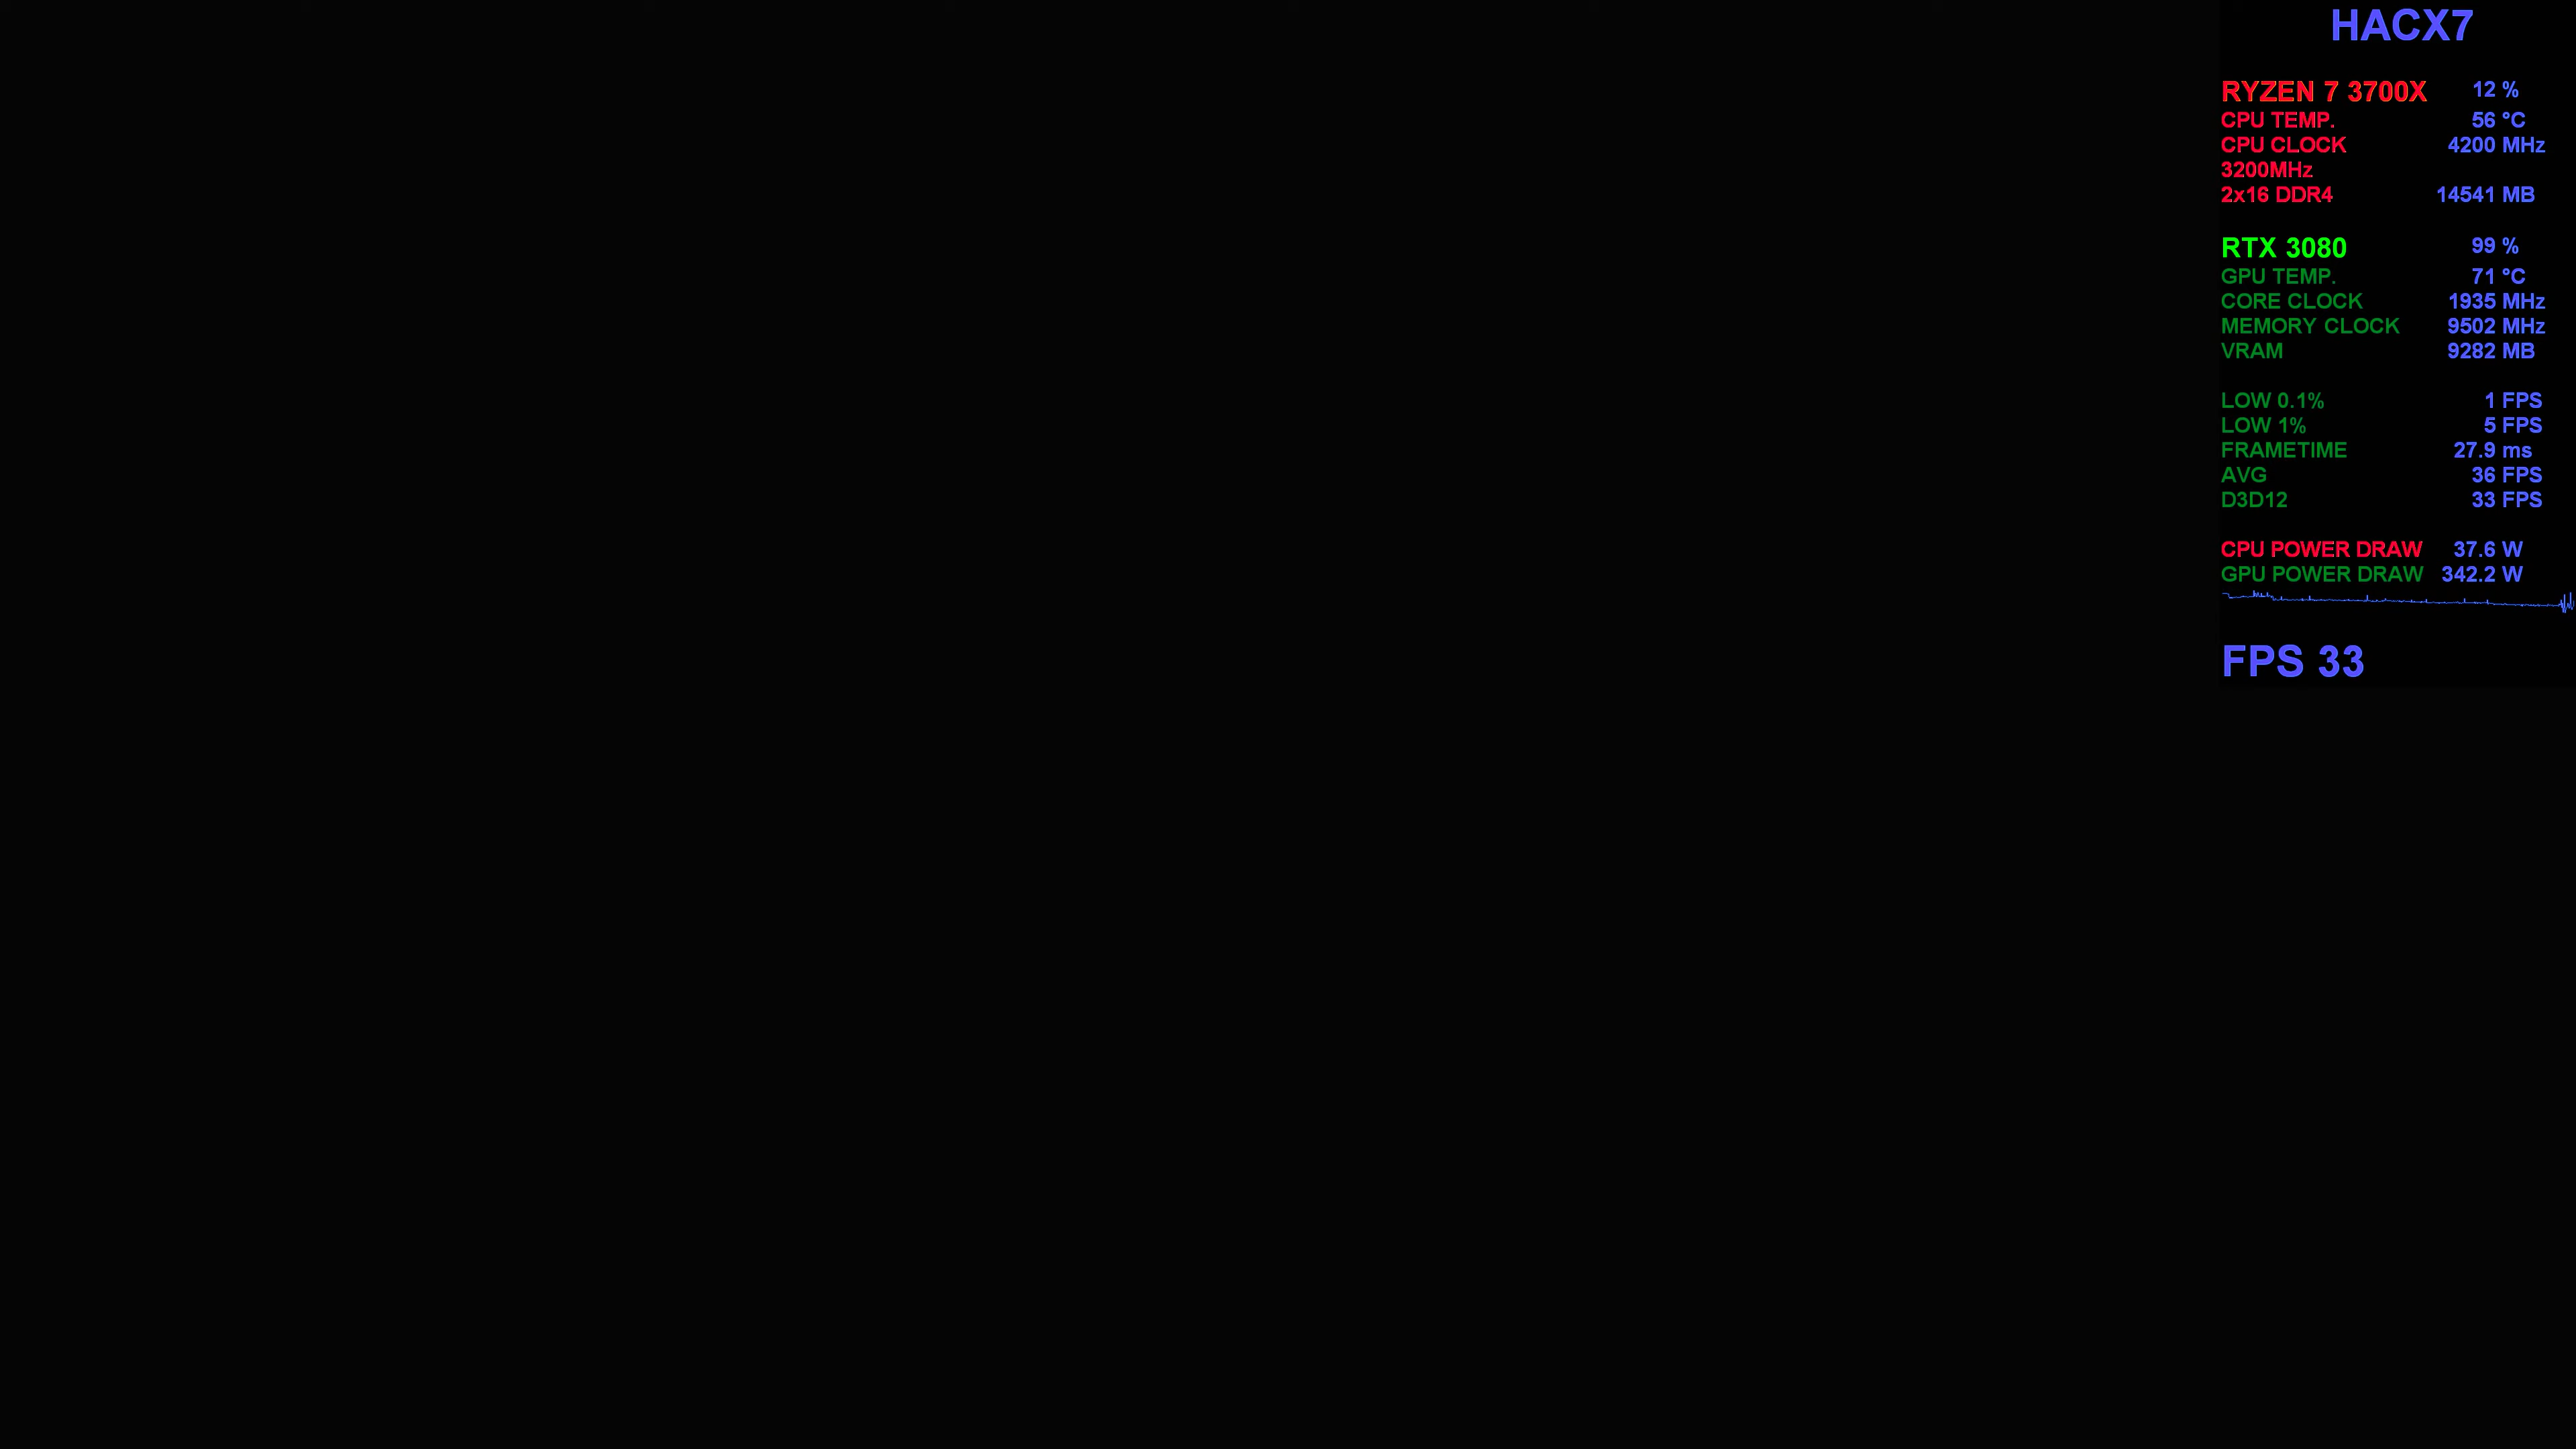 HACX7
RYZEN 7 3700X 12 %
CPU TEMP. 56 °C
CPU CLOCK 4200 MHz
3200MHz
2x16 DDR4 14541 MB
RTX 3080 99 %
GPU TEMP. 71 °C
CORE CLOCK 1935 MHz
MEMORY CLOCK 9502 MHz
VRAM 9282 MB
LOW 0.1% 1 FPS
LOW 1% 5 FPS
FRAMETIME 27.9 ms
AVG 36 FPS
D3D12 33 FPS
CPU POWER DRAW 37.6 W
GPU POWER DRAW 342.2 W
FPS 33